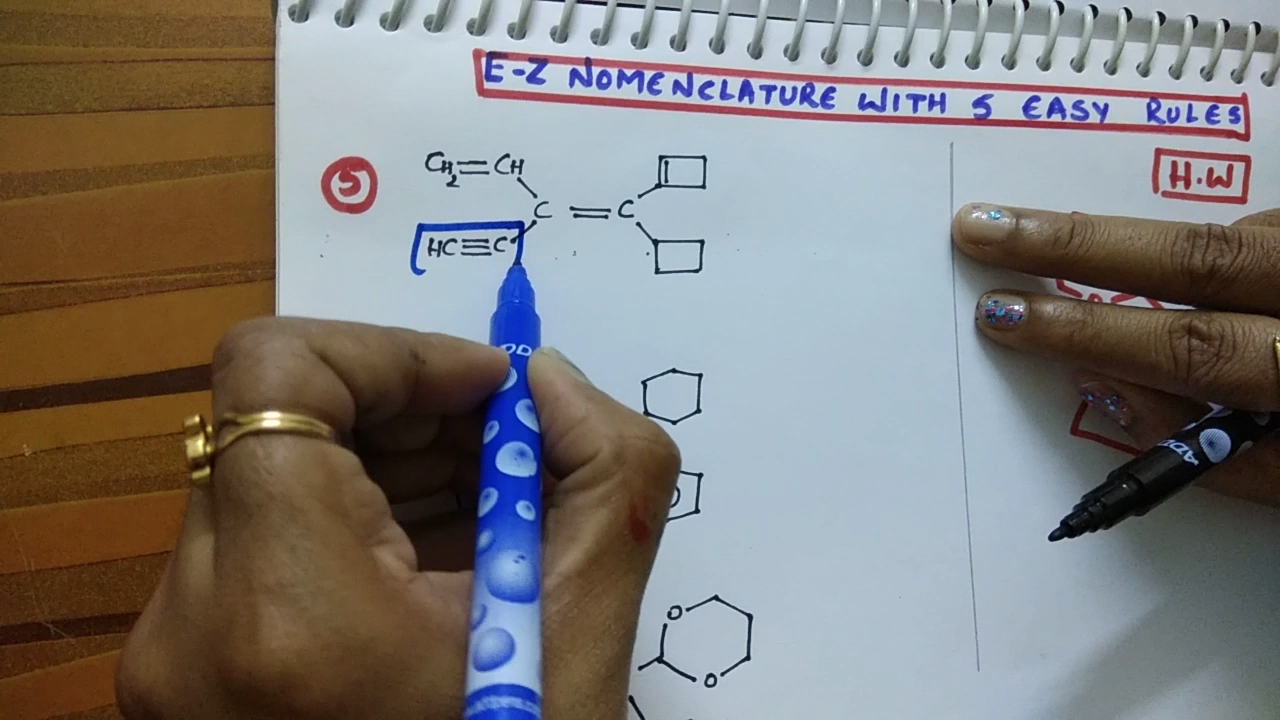 E-Z NOMENCLATURE WITH 5 EASY RULES
H.W
5
CH2=CH
C=C
HC≡C
O
O